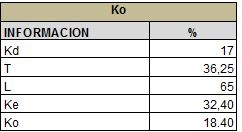 Ko
INFORMACION %
Kd 17
T 36,25
L 65
Ke 32,40
Ko 18.40